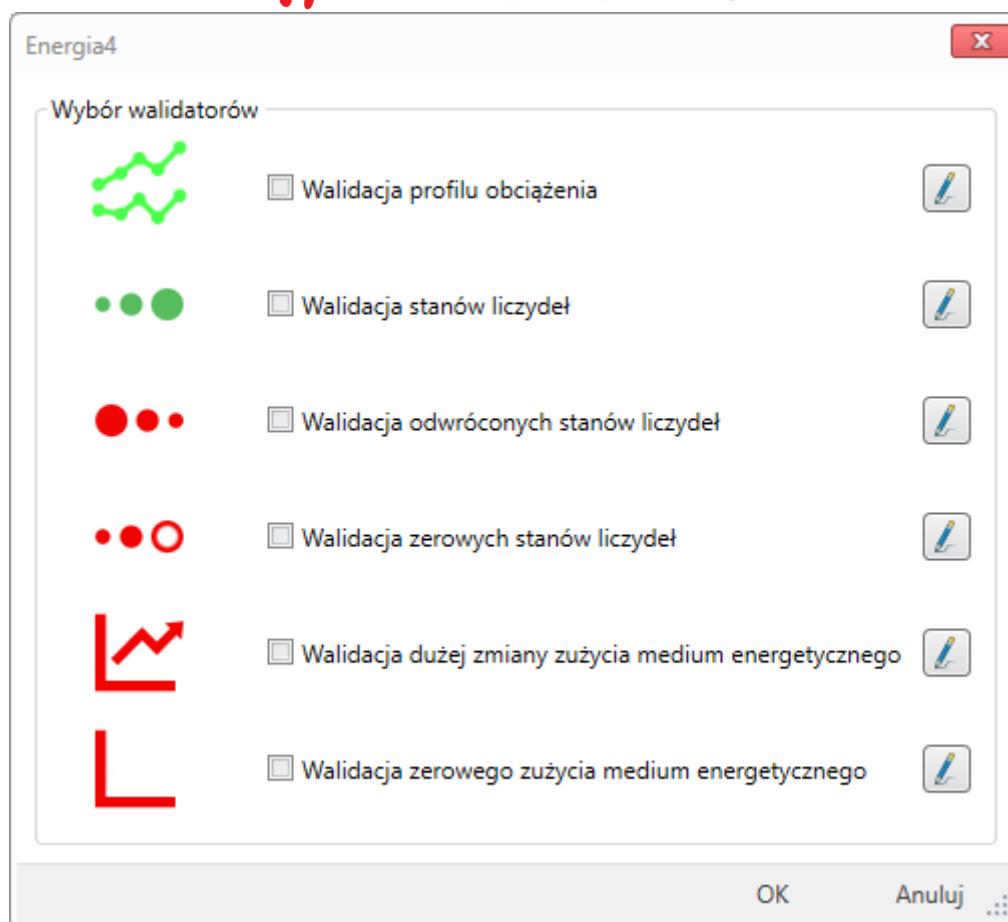 Energia4
Wybór walidatorów
Walidacja profilu obciążenia
Walidacja stanów liczydeł
Walidacja odwróconych stanów liczydeł
Walidacja zerowych stanów liczydeł
Walidacja dużej zmiany zużycia medium energetycznego
Walidacja zerowego zużycia medium energetycznego
OK
Anuluj